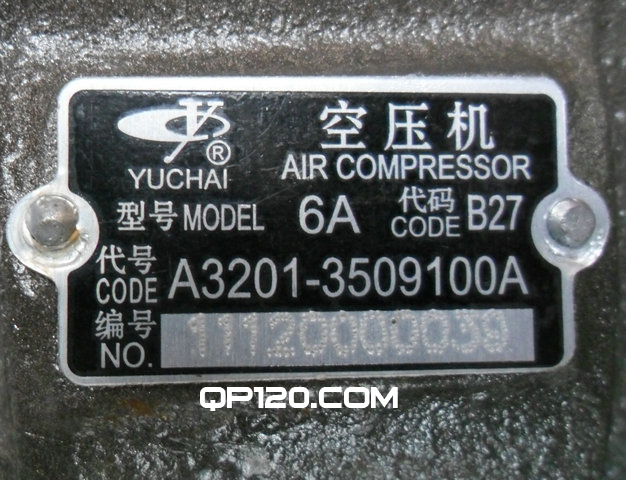 空压机
YUCHAI ® AIR COMPRESSOR
型号 MODEL 6A 代码 CODE B27
代号 CODE A3201-3509100A
编号 NO. 11120000039
QP120.COM